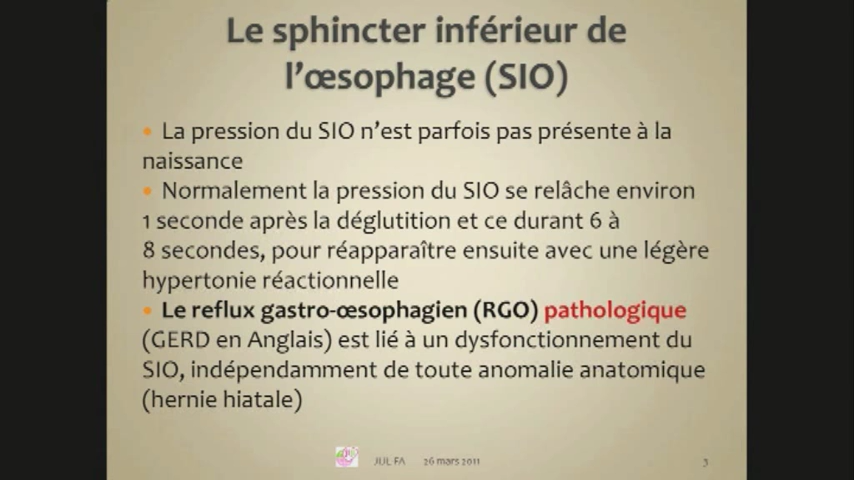 Le sphincter inférieur de
l’œsophage (SIO)
• La pression du SIO n’est parfois pas présente à la
naissance
• Normalement la pression du SIO se relâche environ
1 seconde après la déglutition et ce durant 6 à
8 secondes, pour réapparaître ensuite avec une légère
hypertonie réactionnelle
• Le reflux gastro-œsophagien (RGO) pathologique
(GERD en Anglais) est lié à un dysfonctionnement du
SIO, indépendamment de toute anomalie anatomique
(hernie hiatale)
JUL FA 26 mars 2011 3